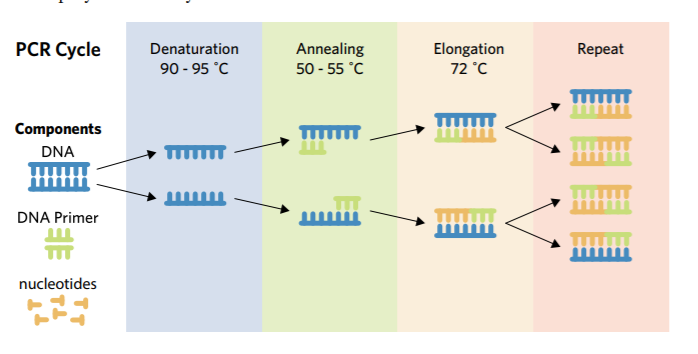 PCR Cycle
Denaturation
90 - 95 ˚C
Annealing
50 - 55 ˚C
Elongation
72 ˚C
Repeat
Components
DNA
DNA Primer
nucleotides